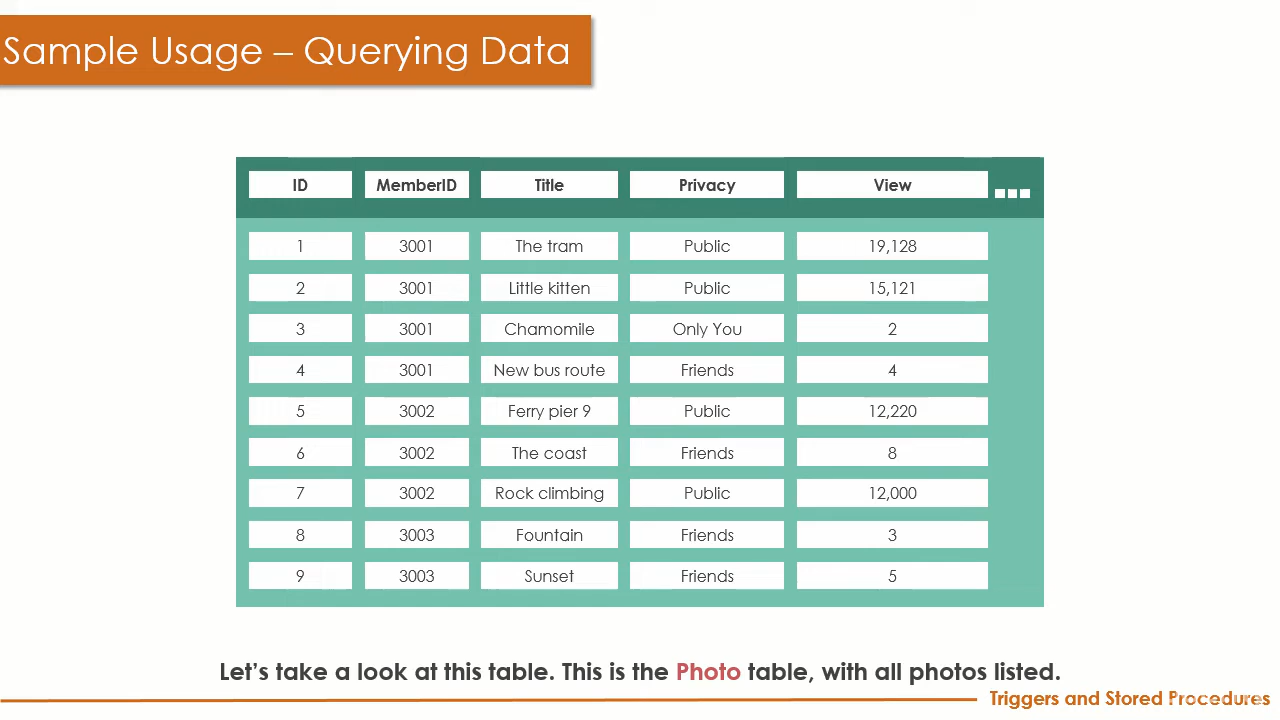 Sample Usage – Querying Data
ID MemberID Title Privacy View ...
1 3001 The tram Public 19,128
2 3001 Little kitten Public 15,121
3 3001 Chamomile Only You 2
4 3001 New bus route Friends 4
5 3002 Ferry pier 9 Public 12,220
6 3002 The coast Friends 8
7 3002 Rock climbing Public 12,000
8 3003 Fountain Friends 3
9 3003 Sunset Friends 5
Let's take a look at this table. This is the Photo table, with all photos listed.
Triggers and Stored Procedures